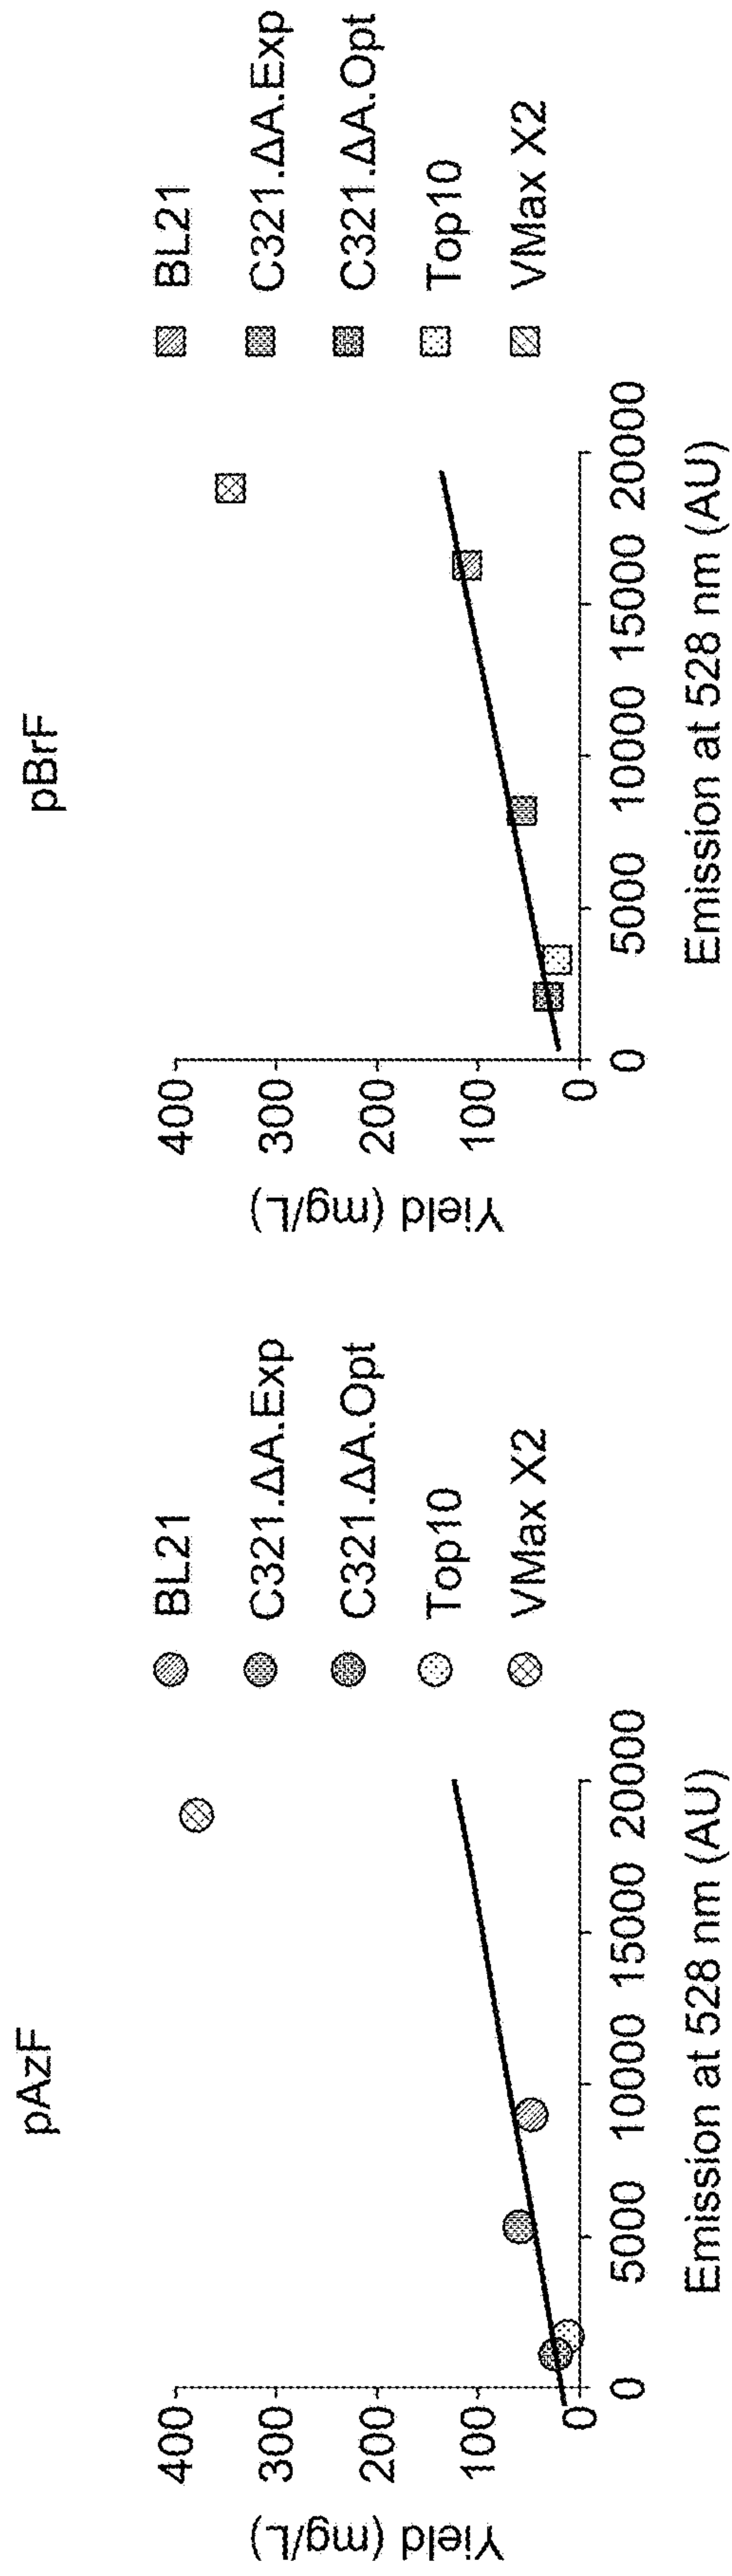 pAzF
Yield (mg/L)
400
300
200
100
0
0 5000 10000 15000 20000
Emission at 528 nm (AU)
BL21
C321.ΔA.Exp
C321.ΔA.Opt
Top10
VMax X2
pBrF
Yield (mg/L)
400
300
200
100
0
0 5000 10000 15000 20000
Emission at 528 nm (AU)
BL21
C321.ΔA.Exp
C321.ΔA.Opt
Top10
VMax X2